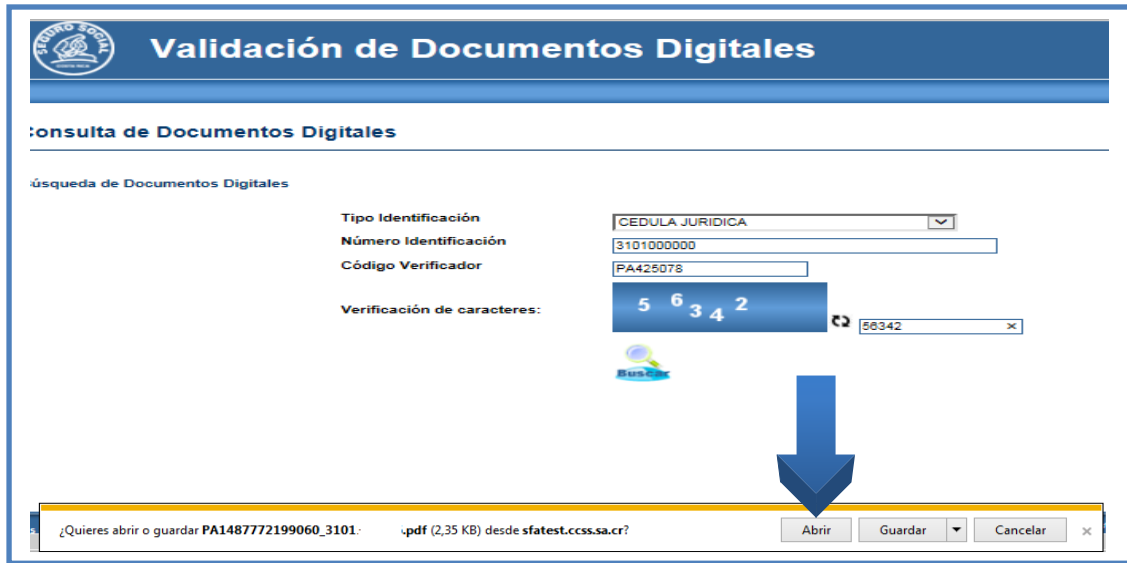 SEGURO SOCIAL
Validación de Documentos Digitales
Consulta de Documentos Digitales
úsqueda de Documentos Digitales
Tipo Identificación CEDULA JURIDICA
Número Identificación 3101000000
Código Verificador PA425078
Verificación de caracteres: 5 6 3 4 2 56342 ×
Buscar
¿Quieres abrir o guardar PA1487772199060_3101. .pdf (2,35 KB) desde sfatest.ccss.sa.cr? Abrir Guardar Cancelar ×